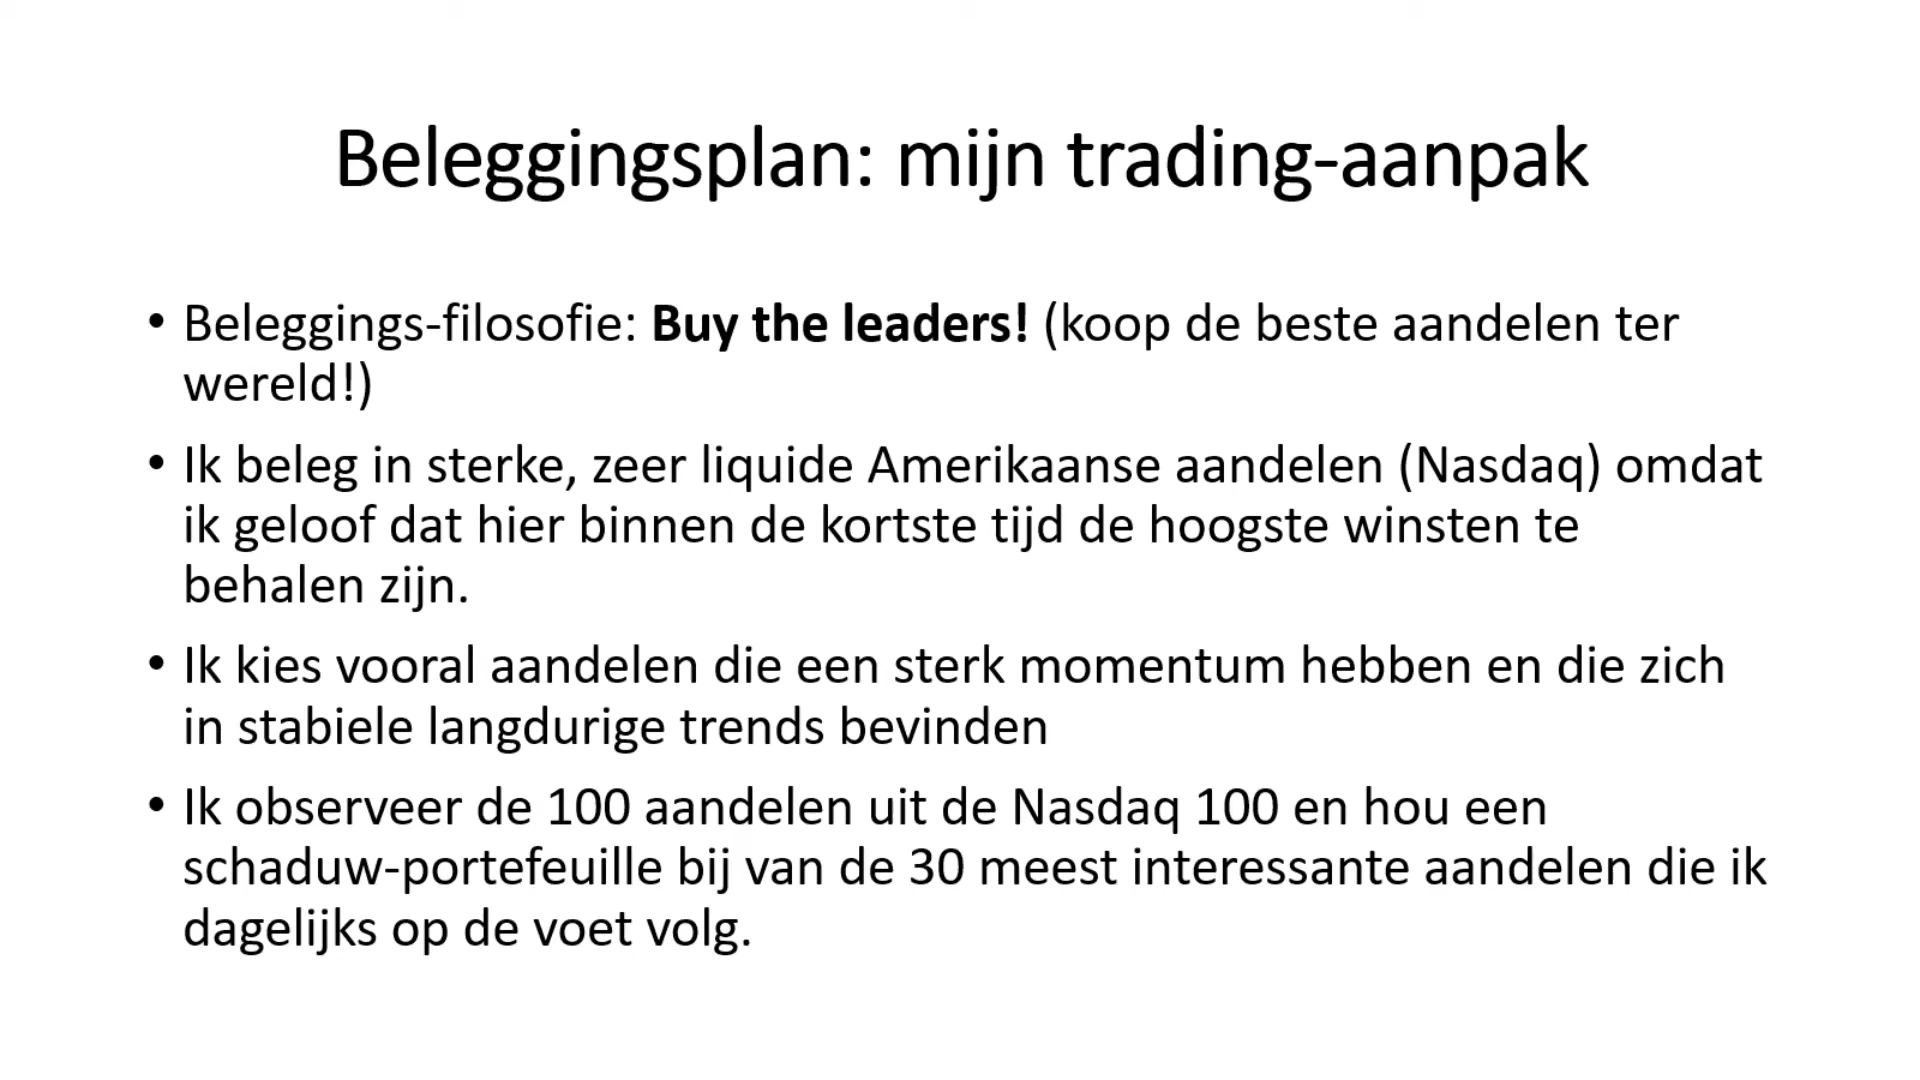 Beleggingsplan: mijn trading-aanpak
• Beleggings-filosofie: Buy the leaders! (koop de beste aandelen ter
wereld!)
• Ik beleg in sterke, zeer liquide Amerikaanse aandelen (Nasdaq) omdat
ik geloof dat hier binnen de kortste tijd de hoogste winsten te
behalen zijn.
• Ik kies vooral aandelen die een sterk momentum hebben en die zich
in stabiele langdurige trends bevinden
• Ik observeer de 100 aandelen uit de Nasdaq 100 en hou een
schaduw-portefeuille bij van de 30 meest interessante aandelen die ik
dagelijks op de voet volg.